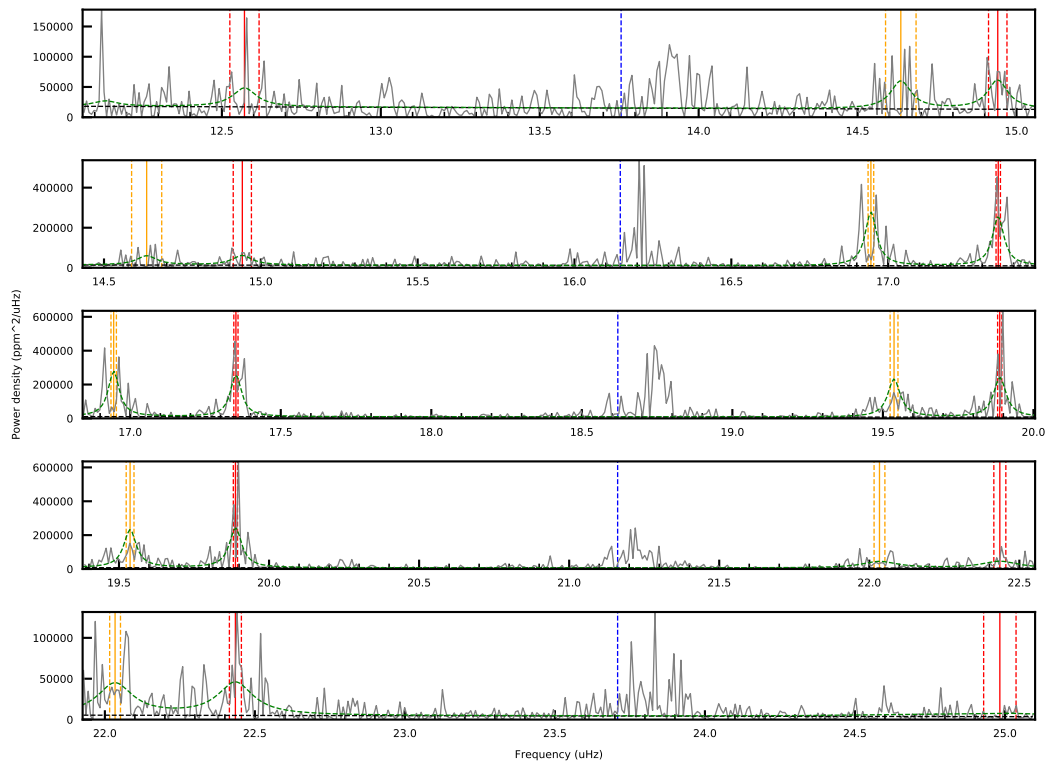 150000
100000
50000
0
12.5 13.0 13.5 14.0 14.5 15.0
400000
200000
0
14.5 15.0 15.5 16.0 16.5 17.0
600000
400000
200000
0
17.0 17.5 18.0 18.5 19.0 19.5 20.0
600000
400000
200000
0
19.5 20.0 20.5 21.0 21.5 22.0 22.5
100000
50000
0
22.0 22.5 23.0 23.5 24.0 24.5 25.0
Power density (ppm^2/uHz)
Frequency (uHz)